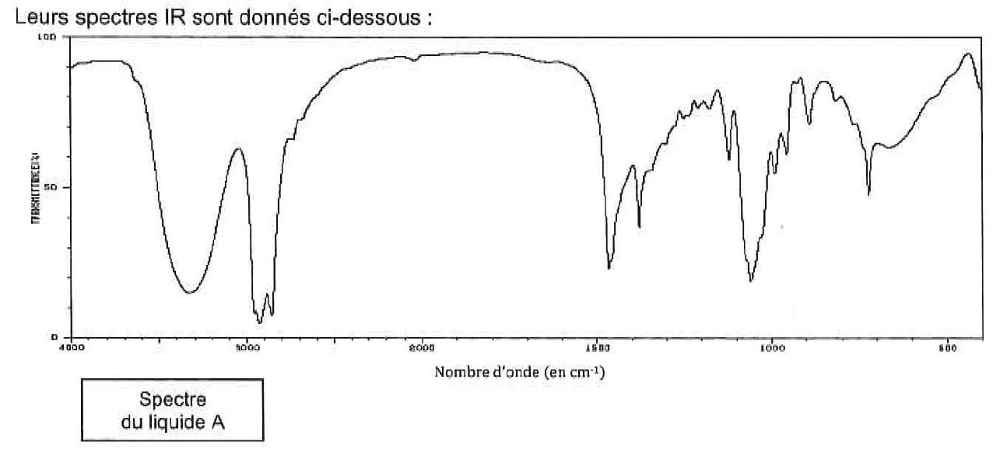 Leurs spectres IR sont donnés ci-dessous :
100
TRANSMITTANCE(%)
50
0
4000 3000 2000 1500 1000 500
Nombre d'onde (en cm-1)
Spectre
du liquide A